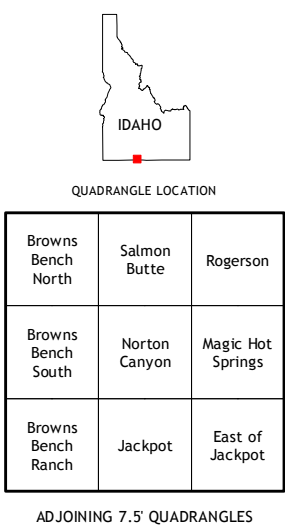 IDAHO
QUADRANGLE LOCATION
Browns
Bench
North
Salmon
Butte
Rogerson
Browns
Bench
South
Norton
Canyon
Magic Hot
Springs
Browns
Bench
Ranch
Jackpot
East of
Jackpot
ADJOINING 7.5' QUADRANGLES